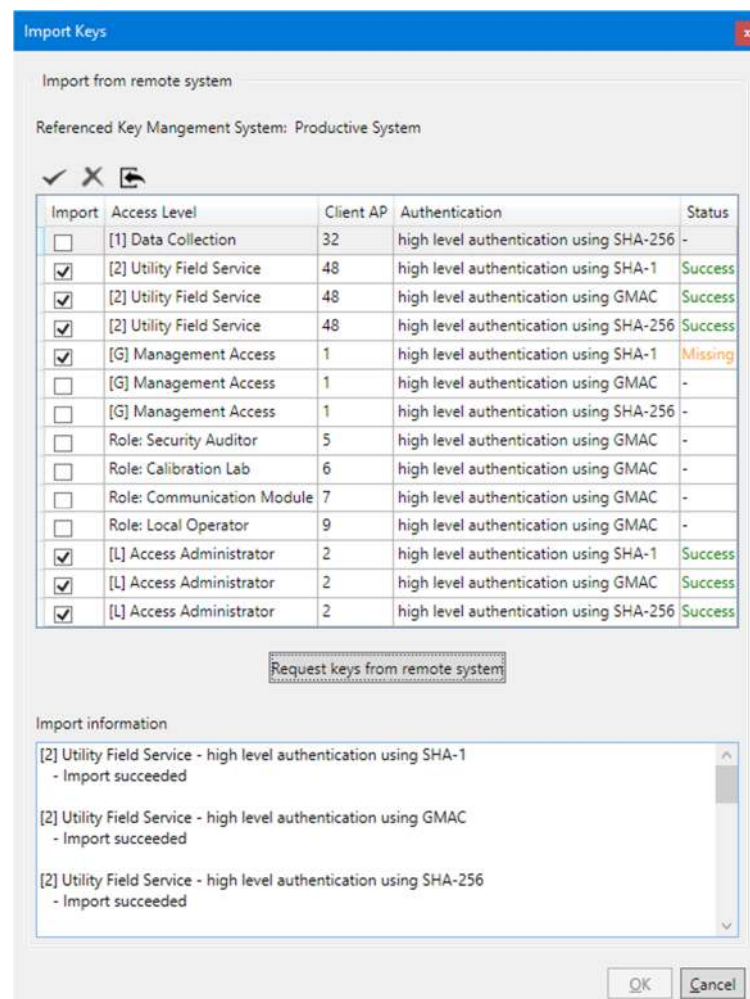 Import Keys
x
Import from remote system
Referenced Key Mangement System: Productive System
Import Access Level Client AP Authentication Status
[1] Data Collection 32 high level authentication using SHA-256 -
[2] Utility Field Service 48 high level authentication using SHA-1 Success
[2] Utility Field Service 48 high level authentication using GMAC Success
[2] Utility Field Service 48 high level authentication using SHA-256 Success
[G] Management Access 1 high level authentication using SHA-1 Missing
[G] Management Access 1 high level authentication using GMAC -
[G] Management Access 1 high level authentication using SHA-256 -
Role: Security Auditor 5 high level authentication using GMAC -
Role: Calibration Lab 6 high level authentication using GMAC -
Role: Communication Module 7 high level authentication using GMAC -
Role: Local Operator 9 high level authentication using GMAC -
[L] Access Administrator 2 high level authentication using SHA-1 Success
[L] Access Administrator 2 high level authentication using GMAC Success
[L] Access Administrator 2 high level authentication using SHA-256 Success
Request keys from remote system
Import information
[2] Utility Field Service - high level authentication using SHA-1
- Import succeeded
[2] Utility Field Service - high level authentication using GMAC
- Import succeeded
[2] Utility Field Service - high level authentication using SHA-256
- Import succeeded
OK Cancel